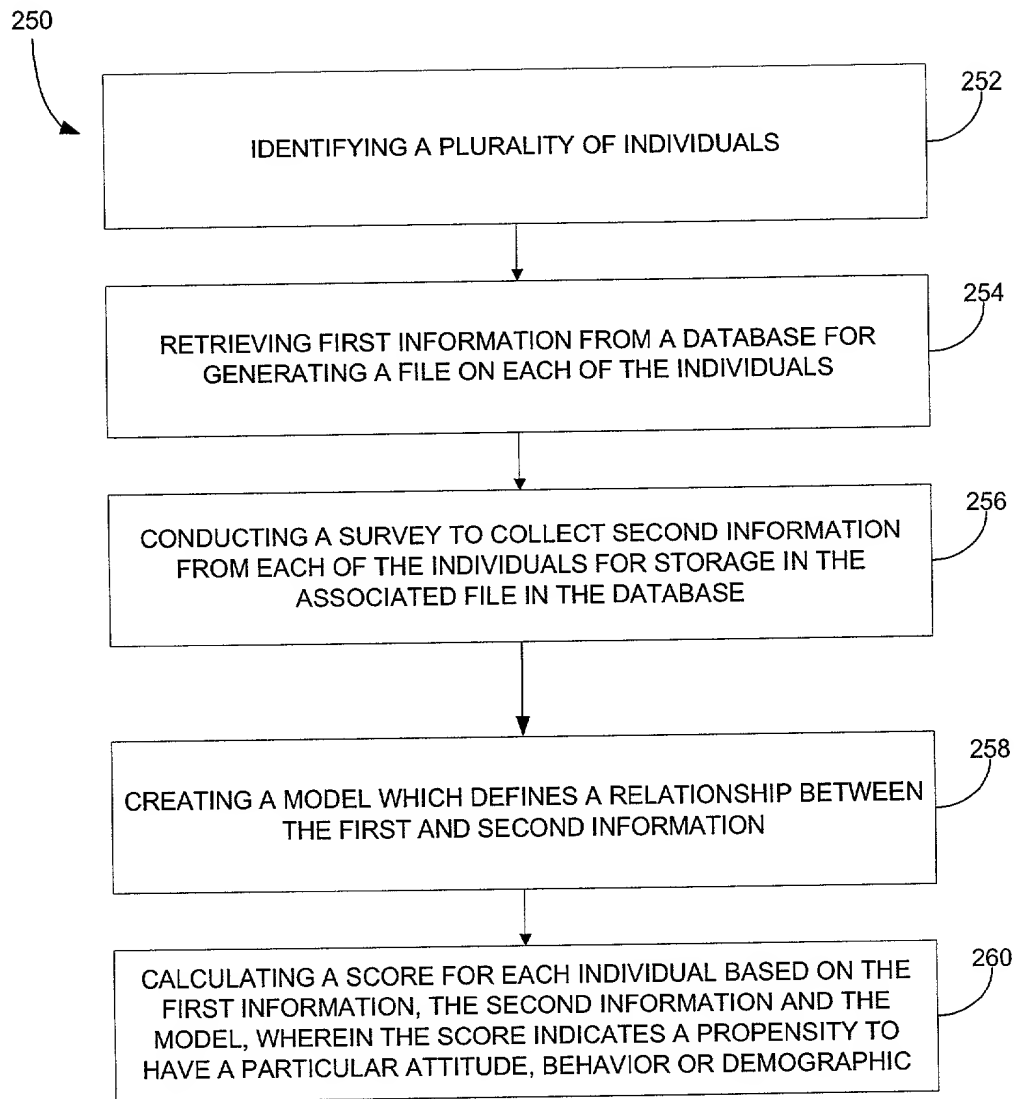 250
252
IDENTIFYING A PLURALITY OF INDIVIDUALS
254
RETRIEVING FIRST INFORMATION FROM A DATABASE FOR
GENERATING A FILE ON EACH OF THE INDIVIDUALS
256
CONDUCTING A SURVEY TO COLLECT SECOND INFORMATION
FROM EACH OF THE INDIVIDUALS FOR STORAGE IN THE
ASSOCIATED FILE IN THE DATABASE
258
CREATING A MODEL WHICH DEFINES A RELATIONSHIP BETWEEN
THE FIRST AND SECOND INFORMATION
260
CALCULATING A SCORE FOR EACH INDIVIDUAL BASED ON THE
FIRST INFORMATION, THE SECOND INFORMATION AND THE
MODEL, WHEREIN THE SCORE INDICATES A PROPENSITY TO
HAVE A PARTICULAR ATTITUDE, BEHAVIOR OR DEMOGRAPHIC